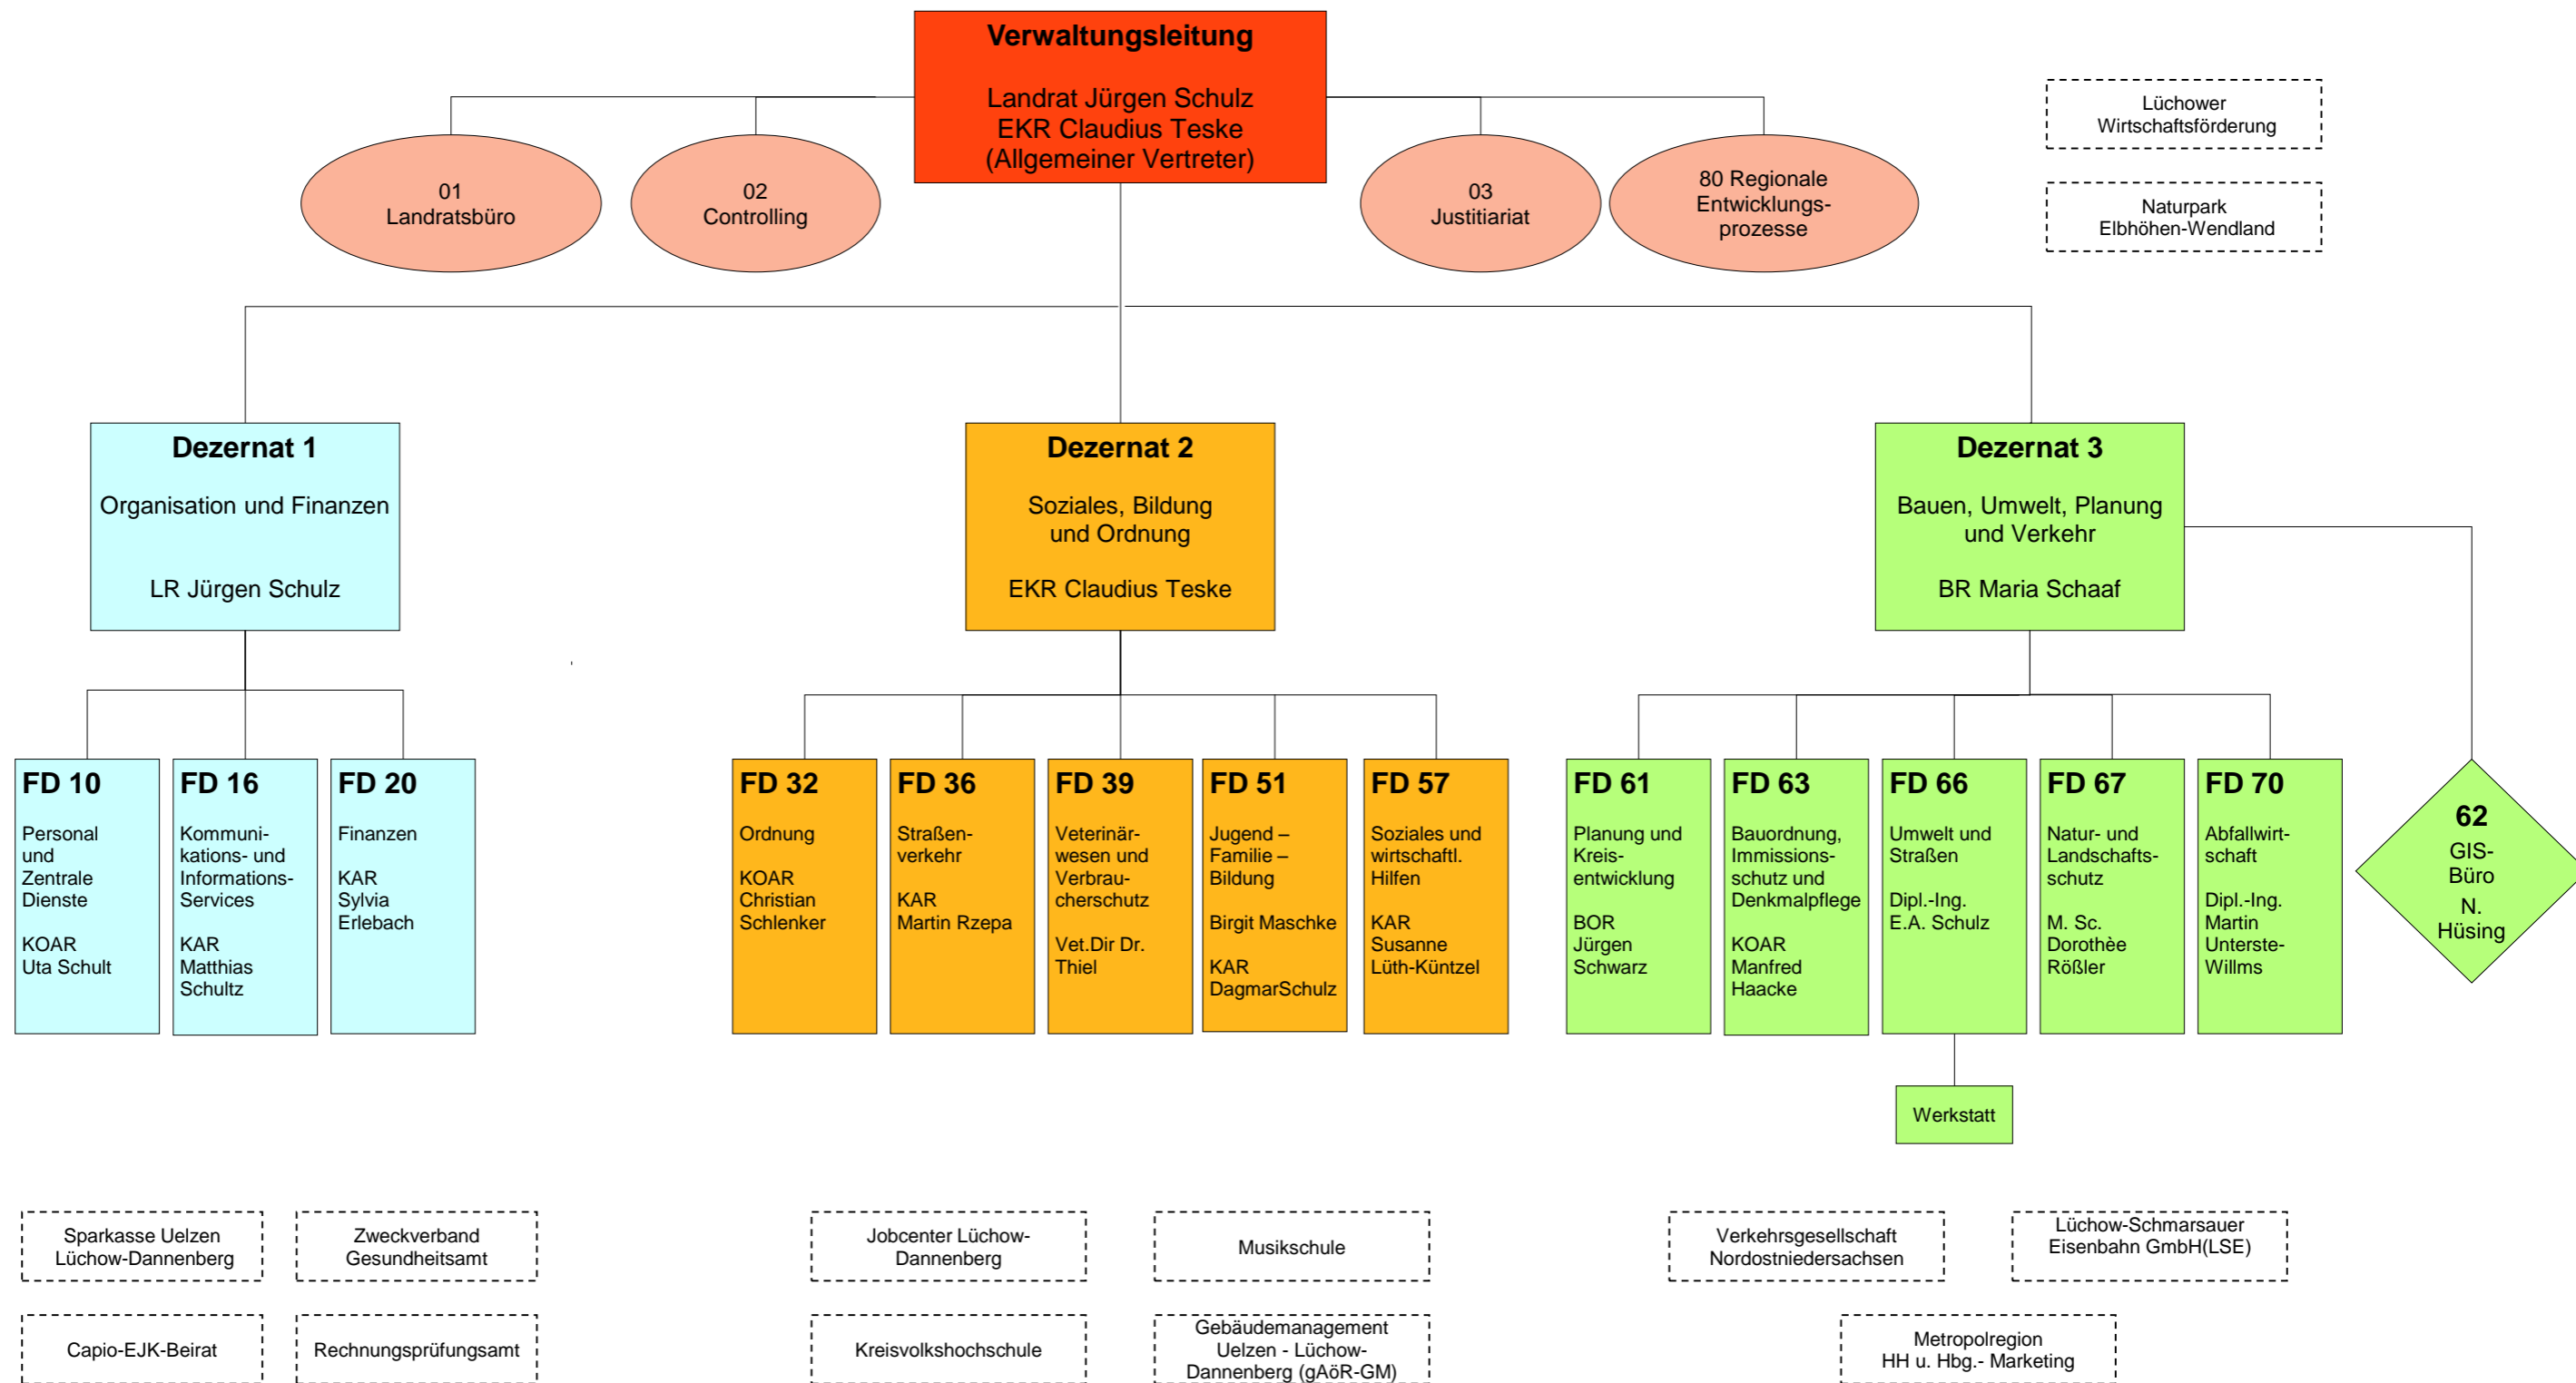 Verwaltungsleitung
Landrat Jürgen Schulz
EKR Claudius Teske
(Allgemeiner Vertreter)
01
Landratsbüro
02
Controlling
03
Justitiariat
80 Regionale
Entwicklungs-
prozesse
Lüchower
Wirtschaftsförderung
Naturpark
Elbhöhen-Wendland
Dezernat 1
Organisation und Finanzen
LR Jürgen Schulz
Dezernat 2
Soziales, Bildung
und Ordnung
EKR Claudius Teske
Dezernat 3
Bauen, Umwelt, Planung
und Verkehr
BR Maria Schaaf
FD 10
Personal
und
Zentrale
Dienste
KOAR
Uta Schult
FD 16
Kommuni-
kations- und
Informations-
Services
KAR
Matthias
Schultz
FD 20
Finanzen
KAR
Sylvia
Erlebach
FD 32
Ordnung
KOAR
Christian
Schlenker
FD 36
Straßen-
verkehr
KAR
Martin Rzepa
FD 39
Veterinär-
wesen und
Verbrau-
cherschutz
Vet.Dir Dr.
Thiel
FD 51
Jugend –
Familie –
Bildung
Birgit Maschke
KAR
DagmarSchulz
FD 57
Soziales und
wirtschaftl.
Hilfen
KAR
Susanne
Lüth-Küntzel
FD 61
Planung und
Kreis-
entwicklung
BOR
Jürgen
Schwarz
FD 63
Bauordnung,
Immissions-
schutz und
Denkmalpflege
KOAR
Manfred
Haacke
FD 66
Umwelt und
Straßen
Dipl.-Ing.
E.A. Schulz
FD 67
Natur- und
Landschafts-
schutz
M. Sc.
Dorothèe
Rößler
FD 70
Abfallwirt-
schaft
Dipl.-Ing.
Martin
Unterste-
Willms
62
GIS-
Büro
N.
Hüsing
Werkstatt
Sparkasse Uelzen
Lüchow-Dannenberg
Zweckverband
Gesundheitsamt
Jobcenter Lüchow-
Dannenberg
Musikschule
Verkehrsgesellschaft
Nordostniedersachsen
Lüchow-Schmarsauer
Eisenbahn GmbH(LSE)
Capio-EJK-Beirat
Rechnungsprüfungsamt
Kreisvolkshochschule
Gebäudemanagement
Uelzen - Lüchow-
Dannenberg (gAöR-GM)
Metropolregion
HH u. Hbg.- Marketing